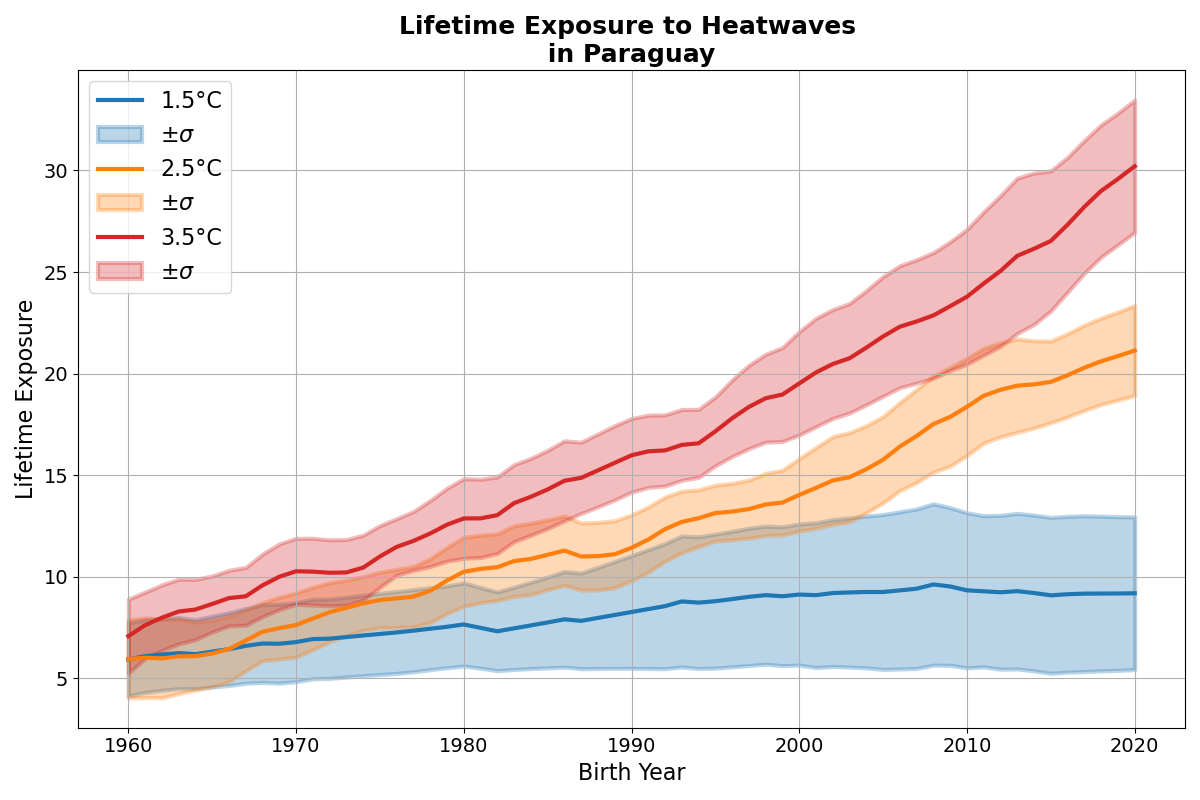 Lifetime Exposure to Heatwaves
in Paraguay
1.5°C
±σ
2.5°C
±σ
3.5°C
±σ
Lifetime Exposure
30
25
20
15
10
5
1960 1970 1980 1990 2000 2010 2020
Birth Year